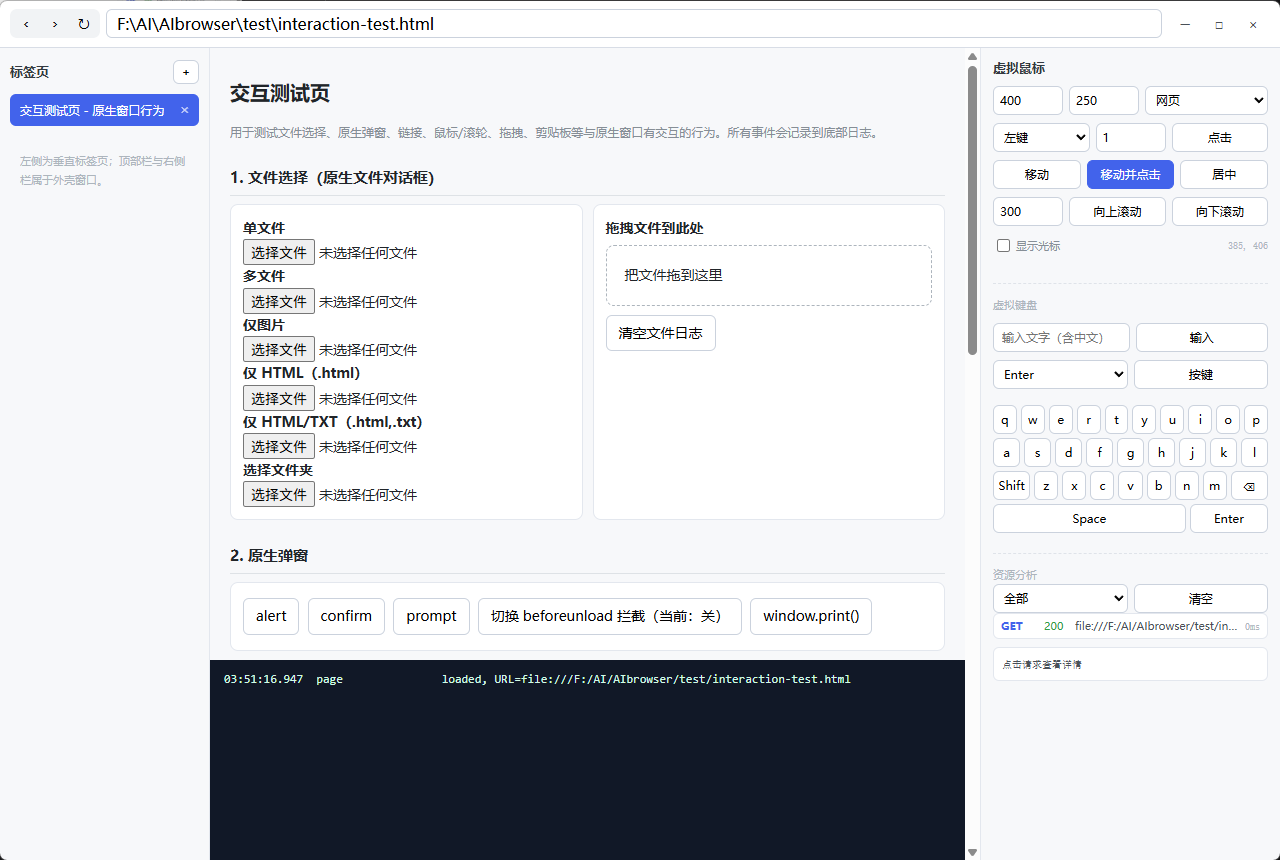 ‹ › ↻ F:\AI\AIbrowser\test\interaction-test.html
标签页 +
交互测试页 - 原生窗口行为 ×
左侧为垂直标签页；顶部栏与右侧
栏属于外壳窗口。
交互测试页
用于测试文件选择、原生弹窗、链接、鼠标/滚轮、拖拽、剪贴板等与原生窗口有交互的行为。所有事件会记录到底部日志。
1. 文件选择（原生文件对话框）
单文件
选择文件 未选择任何文件
多文件
选择文件 未选择任何文件
仅图片
选择文件 未选择任何文件
仅 HTML（.html）
选择文件 未选择任何文件
仅 HTML/TXT（.html,.txt）
选择文件 未选择任何文件
选择文件夹
选择文件 未选择任何文件
拖拽文件到此处
把文件拖到这里
清空文件日志
2. 原生弹窗
alert confirm prompt 切换 beforeunload 拦截（当前：关） window.print()
03:51:16.947 page loaded, URL=file:///F:/AI/AIbrowser/test/interaction-test.html
虚拟鼠标
400 250 网页
左键 1 点击
移动 移动并点击 居中
300 向上滚动 向下滚动
显示光标 385, 406
虚拟键盘
输入文字（含中文） 输入
Enter 按键
q w e r t y u i o p
a s d f g h j k l
Shift z x c v b n m ⌫
Space Enter
资源分析
全部 清空
GET 200 file:///F:/AI/AIbrowser/test/in... 0ms
点击请求查看详情